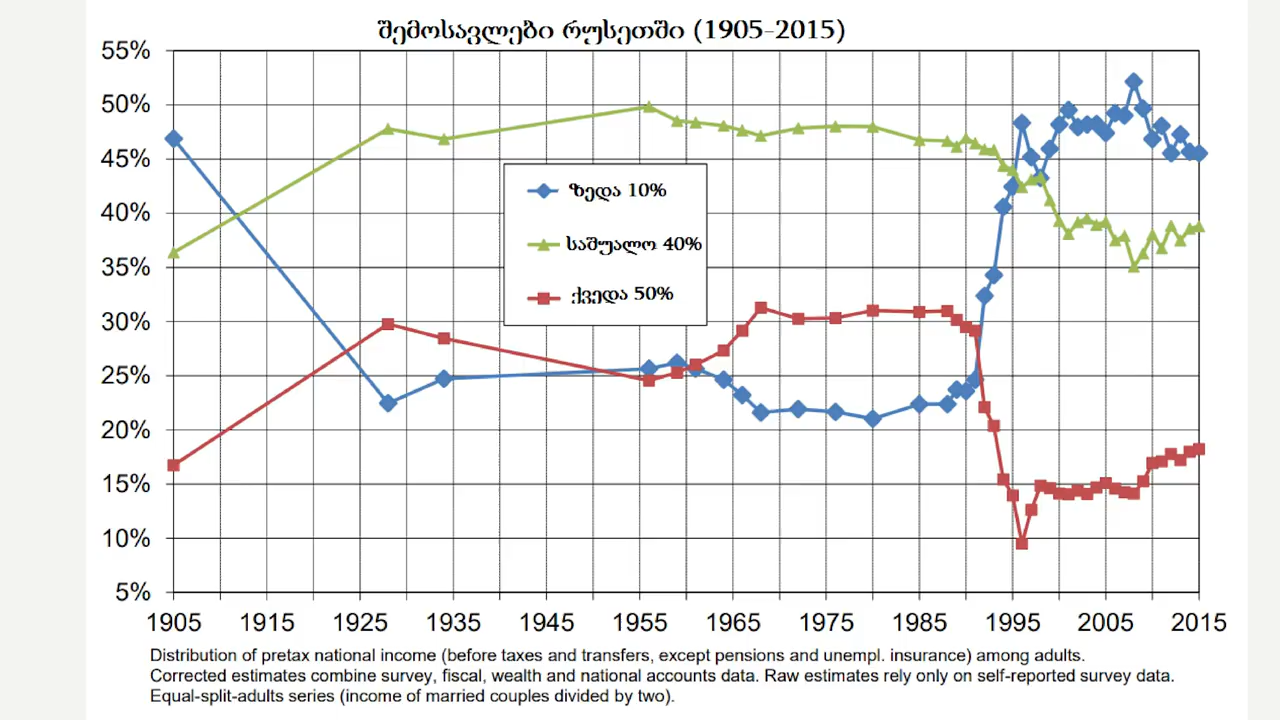 შემოსავლები რუსეთში (1905-2015)
55%
50%
45%
40%
35%
30%
25%
20%
15%
10%
5%
ზედა 10%
საშუალო 40%
ქვედა 50%
1905 1915 1925 1935 1945 1955 1965 1975 1985 1995 2005 2015
Distribution of pretax national income (before taxes and transfers, except pensions and unempl. insurance) among adults.
Corrected estimates combine survey, fiscal, wealth and national accounts data. Raw estimates rely only on self-reported survey data.
Equal-split-adults series (income of married couples divided by two).